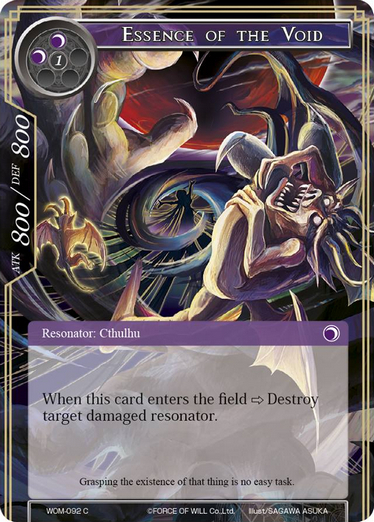 Essence of the Void
1
ATK 800 / DEF 800
Resonator: Cthulhu
When this card enters the field ⇨ Destroy
target damaged resonator.
Grasping the existence of that thing is no easy task.
WOM-092 C ©FORCE OF WILL Co.,Ltd. Illust/SAGAWA ASUKA